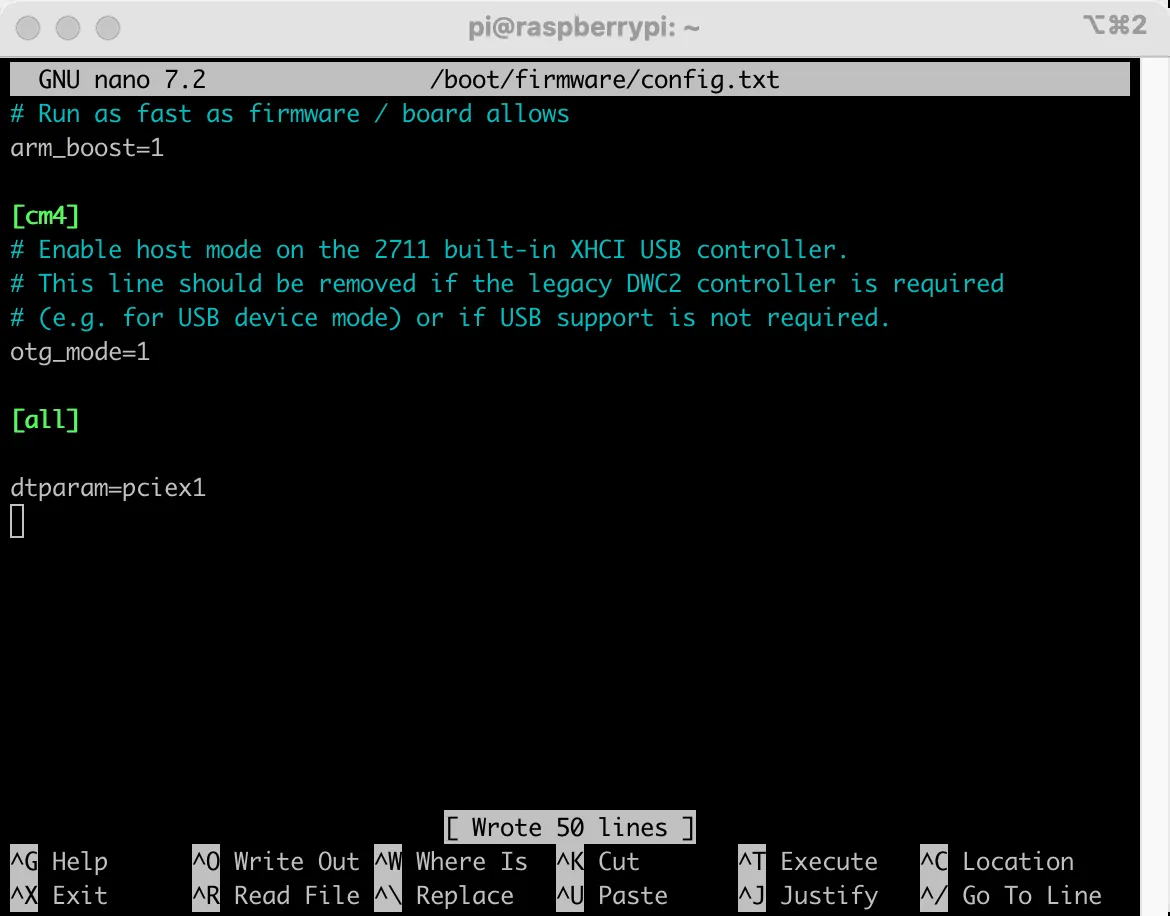 pi@raspberrypi: ~ ⌥⌘2
GNU nano 7.2 /boot/firmware/config.txt
# Run as fast as firmware / board allows
arm_boost=1
[cm4]
# Enable host mode on the 2711 built-in XHCI USB controller.
# This line should be removed if the legacy DWC2 controller is required
# (e.g. for USB device mode) or if USB support is not required.
otg_mode=1
[all]
dtparam=pciex1
[ Wrote 50 lines ]
^G Help ^O Write Out ^W Where Is ^K Cut ^T Execute ^C Location
^X Exit ^R Read File ^\ Replace ^U Paste ^J Justify ^/ Go To Line